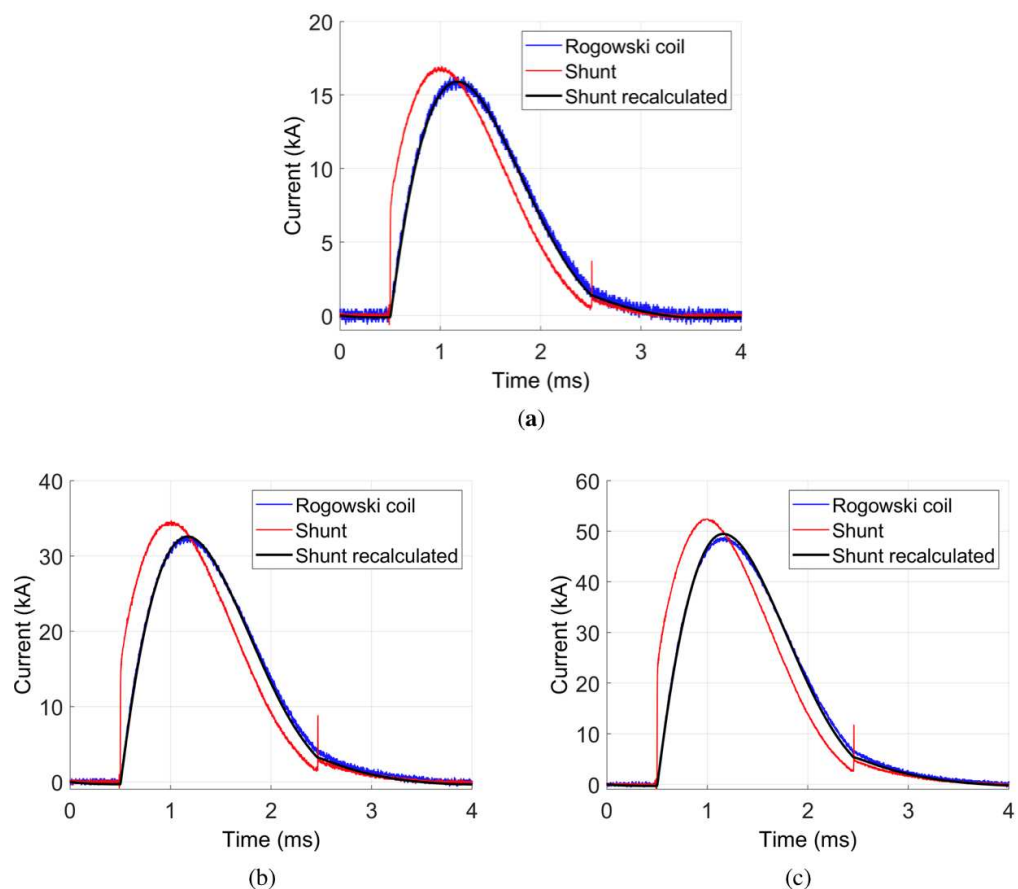 20
15
10
5
0
Current (kA)
Rogowski coil
Shunt
Shunt recalculated
0 1 2 3 4
Time (ms)
(a)
40
30
20
10
0
Current (kA)
Rogowski coil
Shunt
Shunt recalculated
0 1 2 3 4
Time (ms)
(b)
60
50
40
30
20
10
0
Current (kA)
Rogowski coil
Shunt
Shunt recalculated
0 1 2 3 4
Time (ms)
(c)